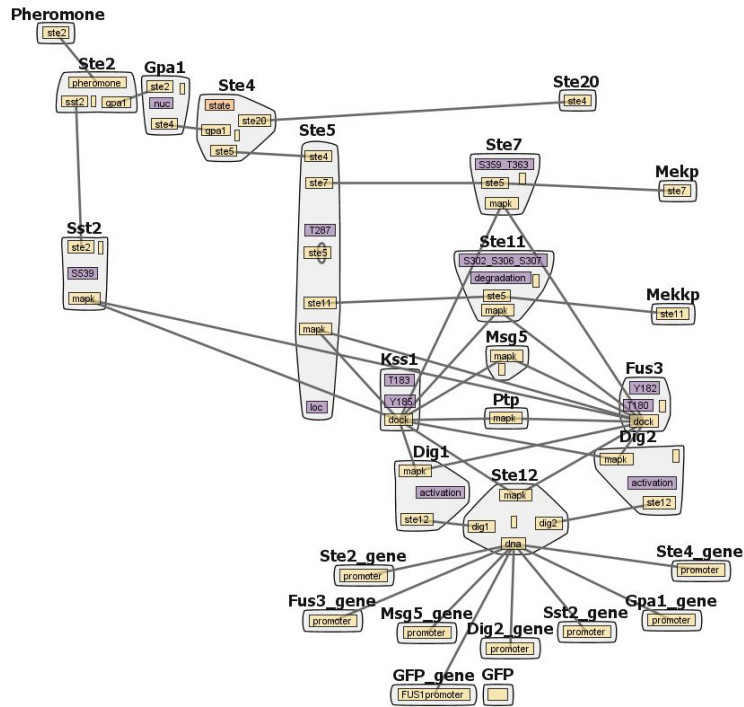 Pheromone
ste2
Ste2
pheromone
sst2
gpa1
Gpa1
ste2
nuc
ste4
Ste4
state
ste20
gpa1
ste5
Ste20
ste4
Ste5
ste4
ste7
T287
ste5
ste11
mapk
loc
Ste7
S359_T363
ste5
mapk
Mekp
ste7
Sst2
ste2
S539
mapk
Ste11
S302_S306_S307
degradation
ste5
mapk
Mekkp
ste11
Msg5
mapk
Kss1
T183
Y185
dock
Ptp
mapk
Fus3
Y182
T180
dock
Dig1
mapk
activation
ste12
Ste12
mapk
dig1
dig2
dna
Dig2
mapk
activation
ste12
Ste2_gene
promoter
Ste4_gene
promoter
Fus3_gene
promoter
Msg5_gene
promoter
Dig2_gene
promoter
Sst2_gene
promoter
Gpa1_gene
promoter
GFP_gene
FUS1promoter
GFP